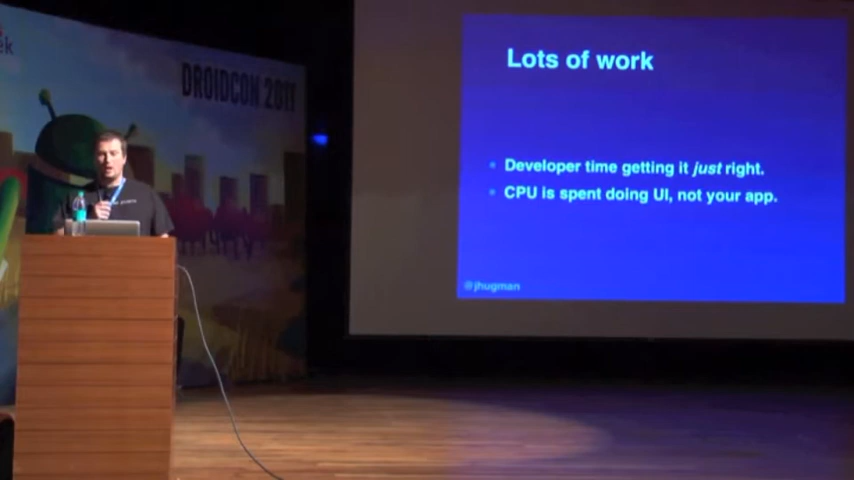 DROIDCON 2011
Lots of work
Developer time getting it just right.
CPU is spent doing UI, not your app.
@jhugman